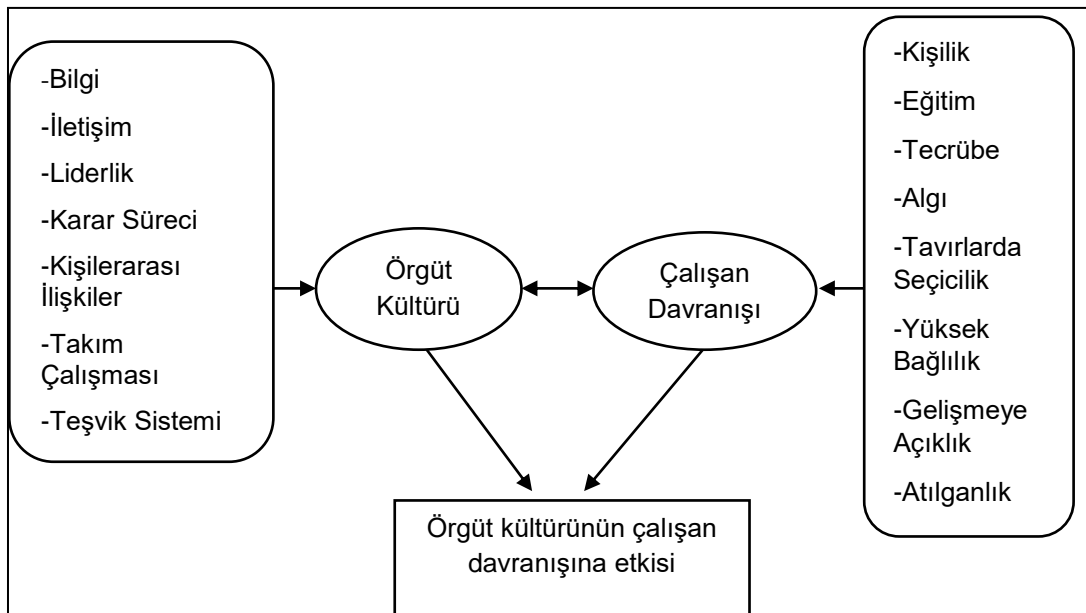 -Bilgi
-İletişim
-Liderlik
-Karar Süreci
-Kişilerarası
İlişkiler
-Takım
Çalışması
-Teşvik Sistemi
Örgüt
Kültürü
Çalışan
Davranışı
-Kişilik
-Eğitim
-Tecrübe
-Algı
-Tavırlarda
Seçicilik
-Yüksek
Bağlılık
-Gelişmeye
Açıklık
-Atılganlık
Örgüt kültürünün çalışan
davranışına etkisi